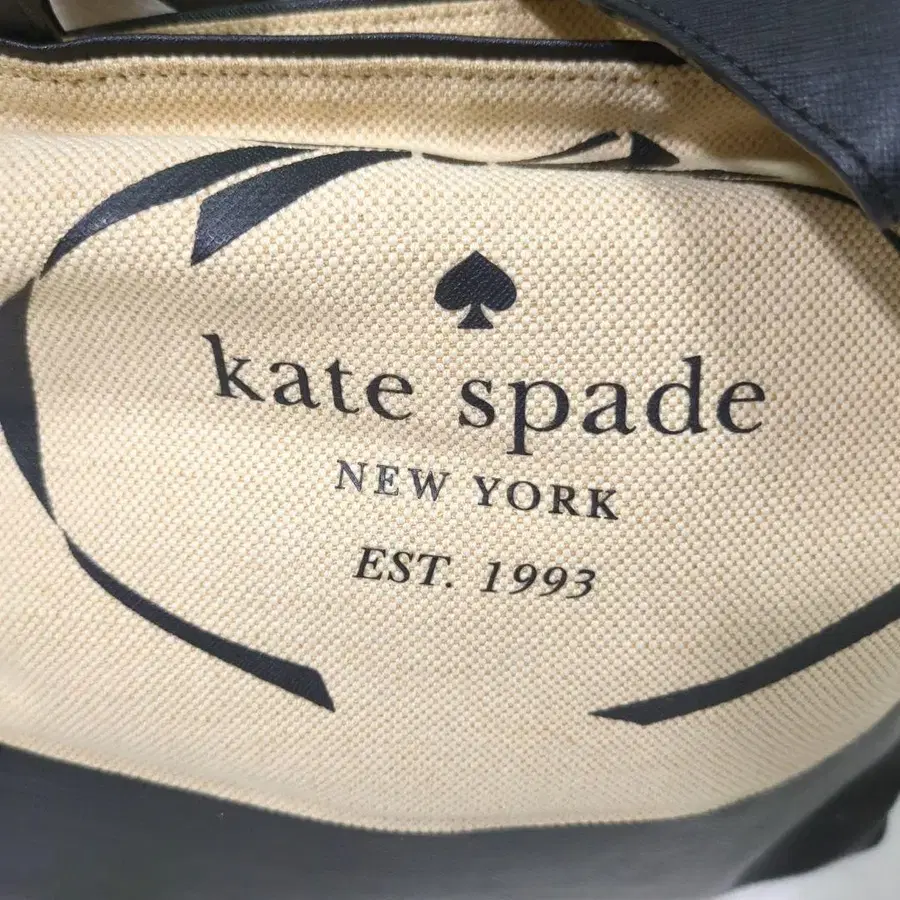 kate spade
NEW YORK
EST. 1993